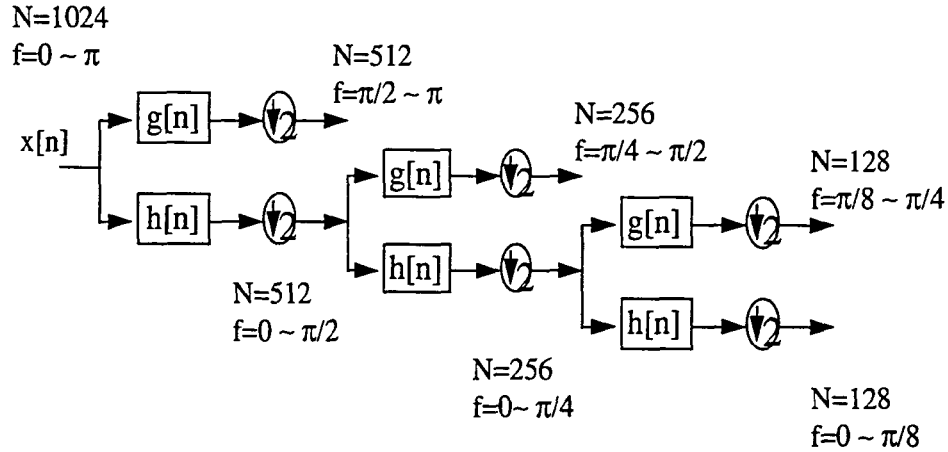 N=1024
f=0 ~ π
N=512
f=π/2 ~ π
g[n]
2
x[n]
N=256
f=π/4 ~ π/2
g[n]
2
N=128
f=π/8 ~ π/4
h[n]
2
g[n]
2
h[n]
2
N=512
f=0 ~ π/2
h[n]
2
N=256
f=0~ π/4
N=128
f=0 ~ π/8